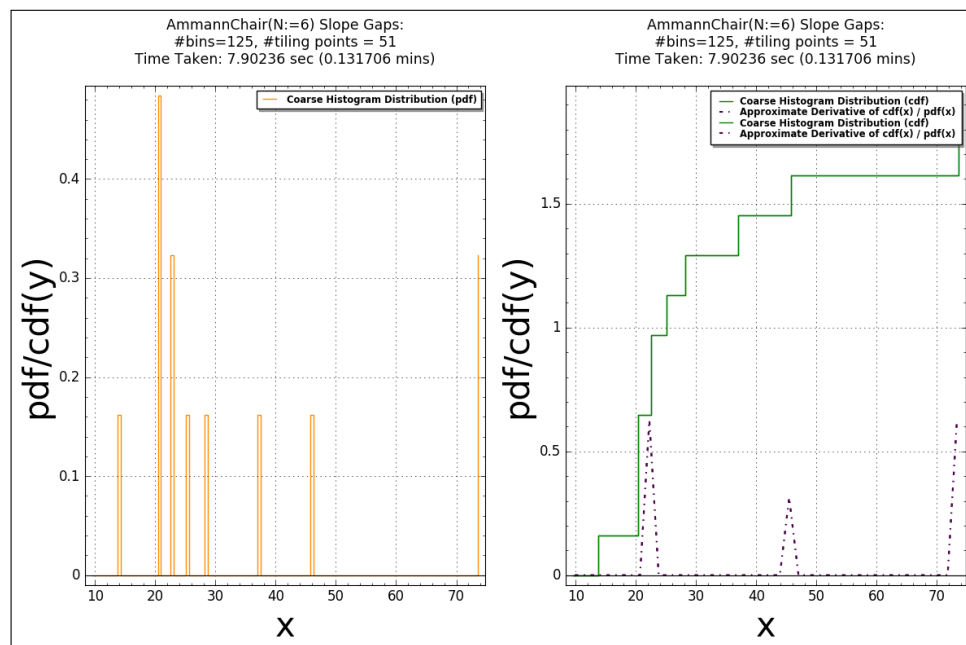 AmmannChair(N:=6) Slope Gaps:
#bins=125, #tiling points = 51
Time Taken: 7.90236 sec (0.131706 mins)
Coarse Histogram Distribution (pdf)
pdf/cdf(y)
0.4
0.3
0.2
0.1
0
10 20 30 40 50 60 70
x
AmmannChair(N:=6) Slope Gaps:
#bins=125, #tiling points = 51
Time Taken: 7.90236 sec (0.131706 mins)
Coarse Histogram Distribution (cdf)
Approximate Derivative of cdf(x) / pdf(x)
Coarse Histogram Distribution (cdf)
Approximate Derivative of cdf(x) / pdf(x)
pdf/cdf(y)
1.5
1
0.5
0
10 20 30 40 50 60 70
x